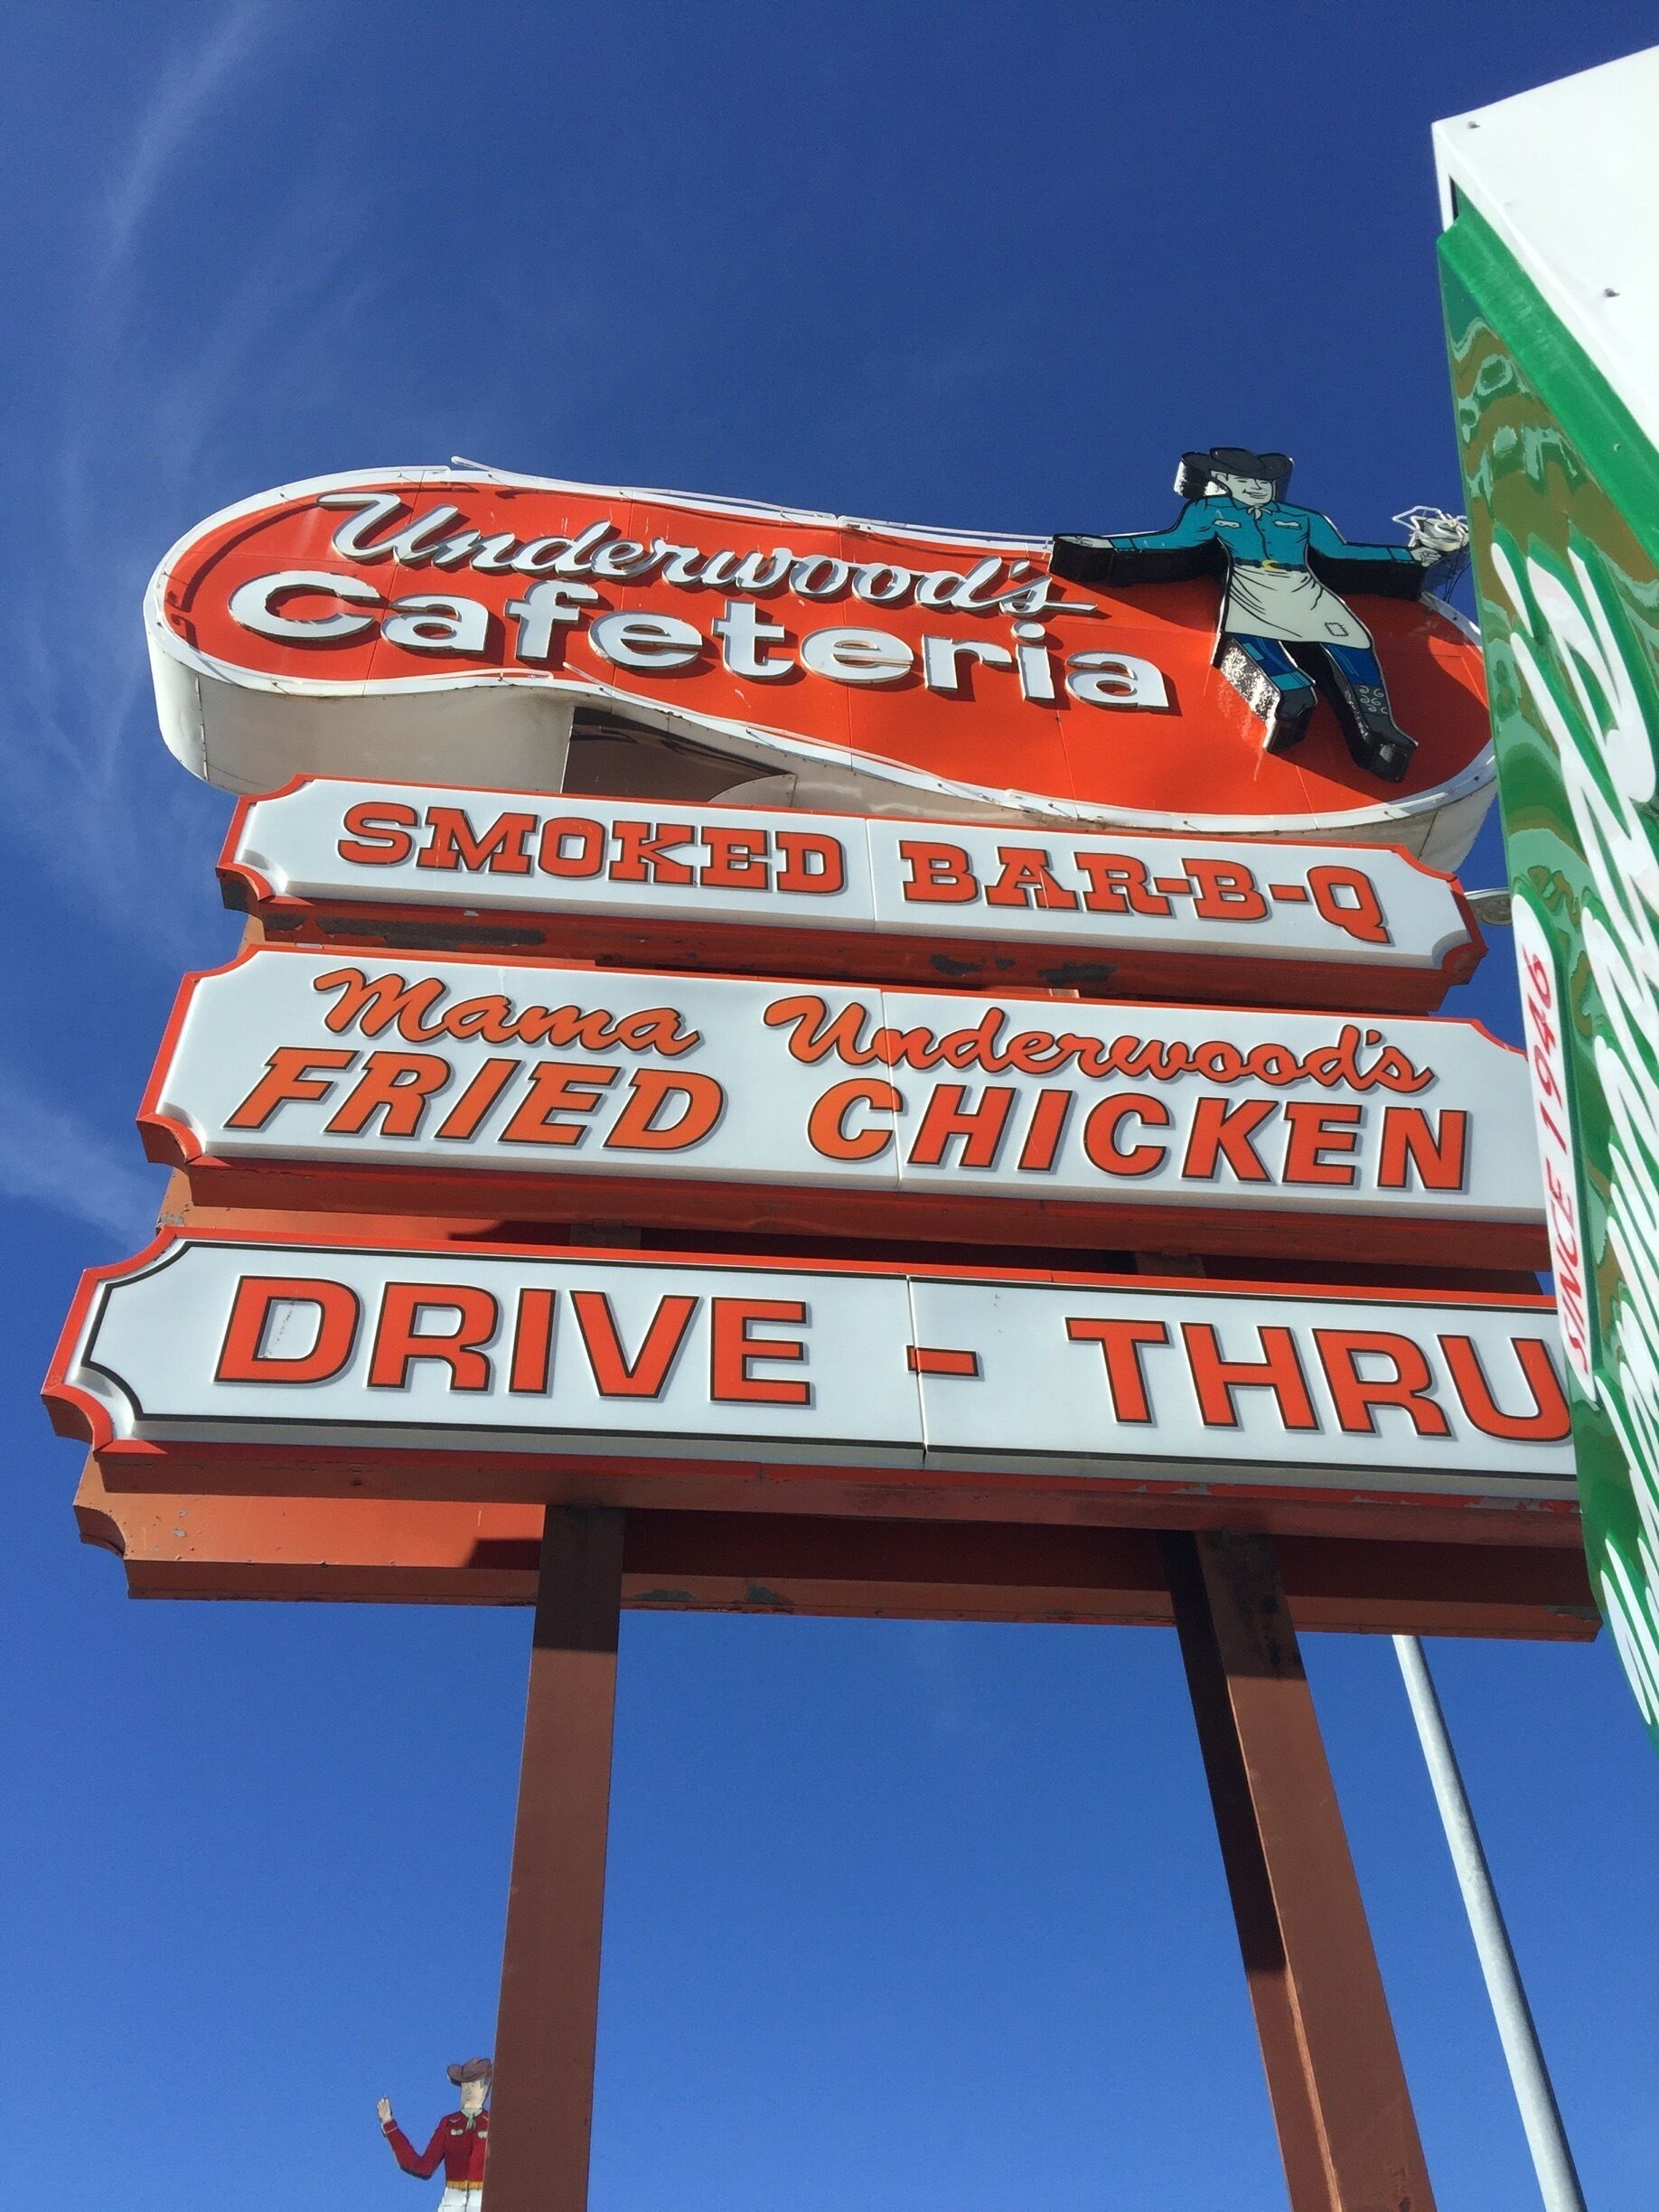 Underwood's
Cafeteria
SMOKED BAR-B-Q
Mama Underwood's
FRIED CHICKEN
DRIVE - THRU
SINCE 1946